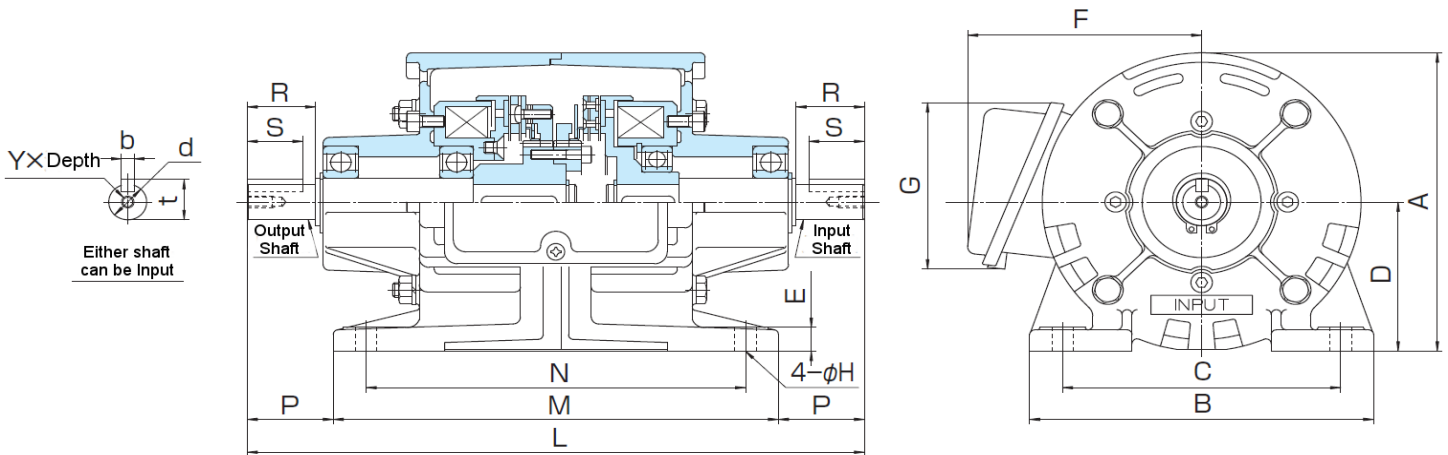 F
R
R
S
S
b
d
Y×Depth
t
G
A
Output
Shaft
Input
Shaft
Either shaft
can be Input
D
E
INPUT
N
4-φH
C
P
M
P
B
L